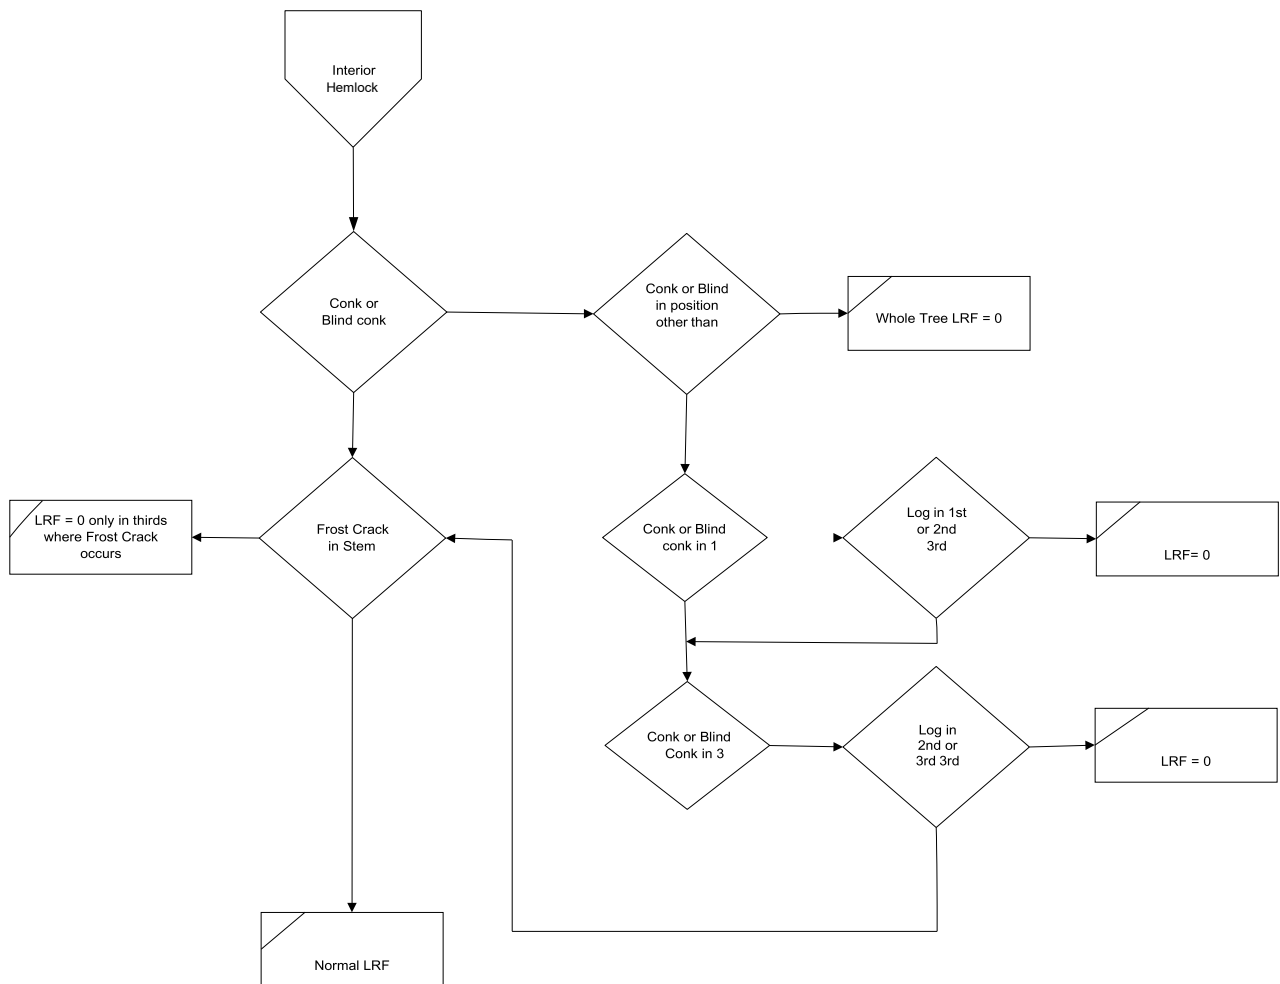 Interior
Hemlock
Conk or
Blind conk
Conk or Blind
in position
other than
Whole Tree LRF = 0
LRF = 0 only in thirds
where Frost Crack
occurs
Frost Crack
in Stem
Conk or Blind
conk in 1
Log in 1st
or 2nd
3rd
LRF= 0
Conk or Blind
Conk in 3
Log in
2nd or
3rd 3rd
LRF = 0
Normal LRF